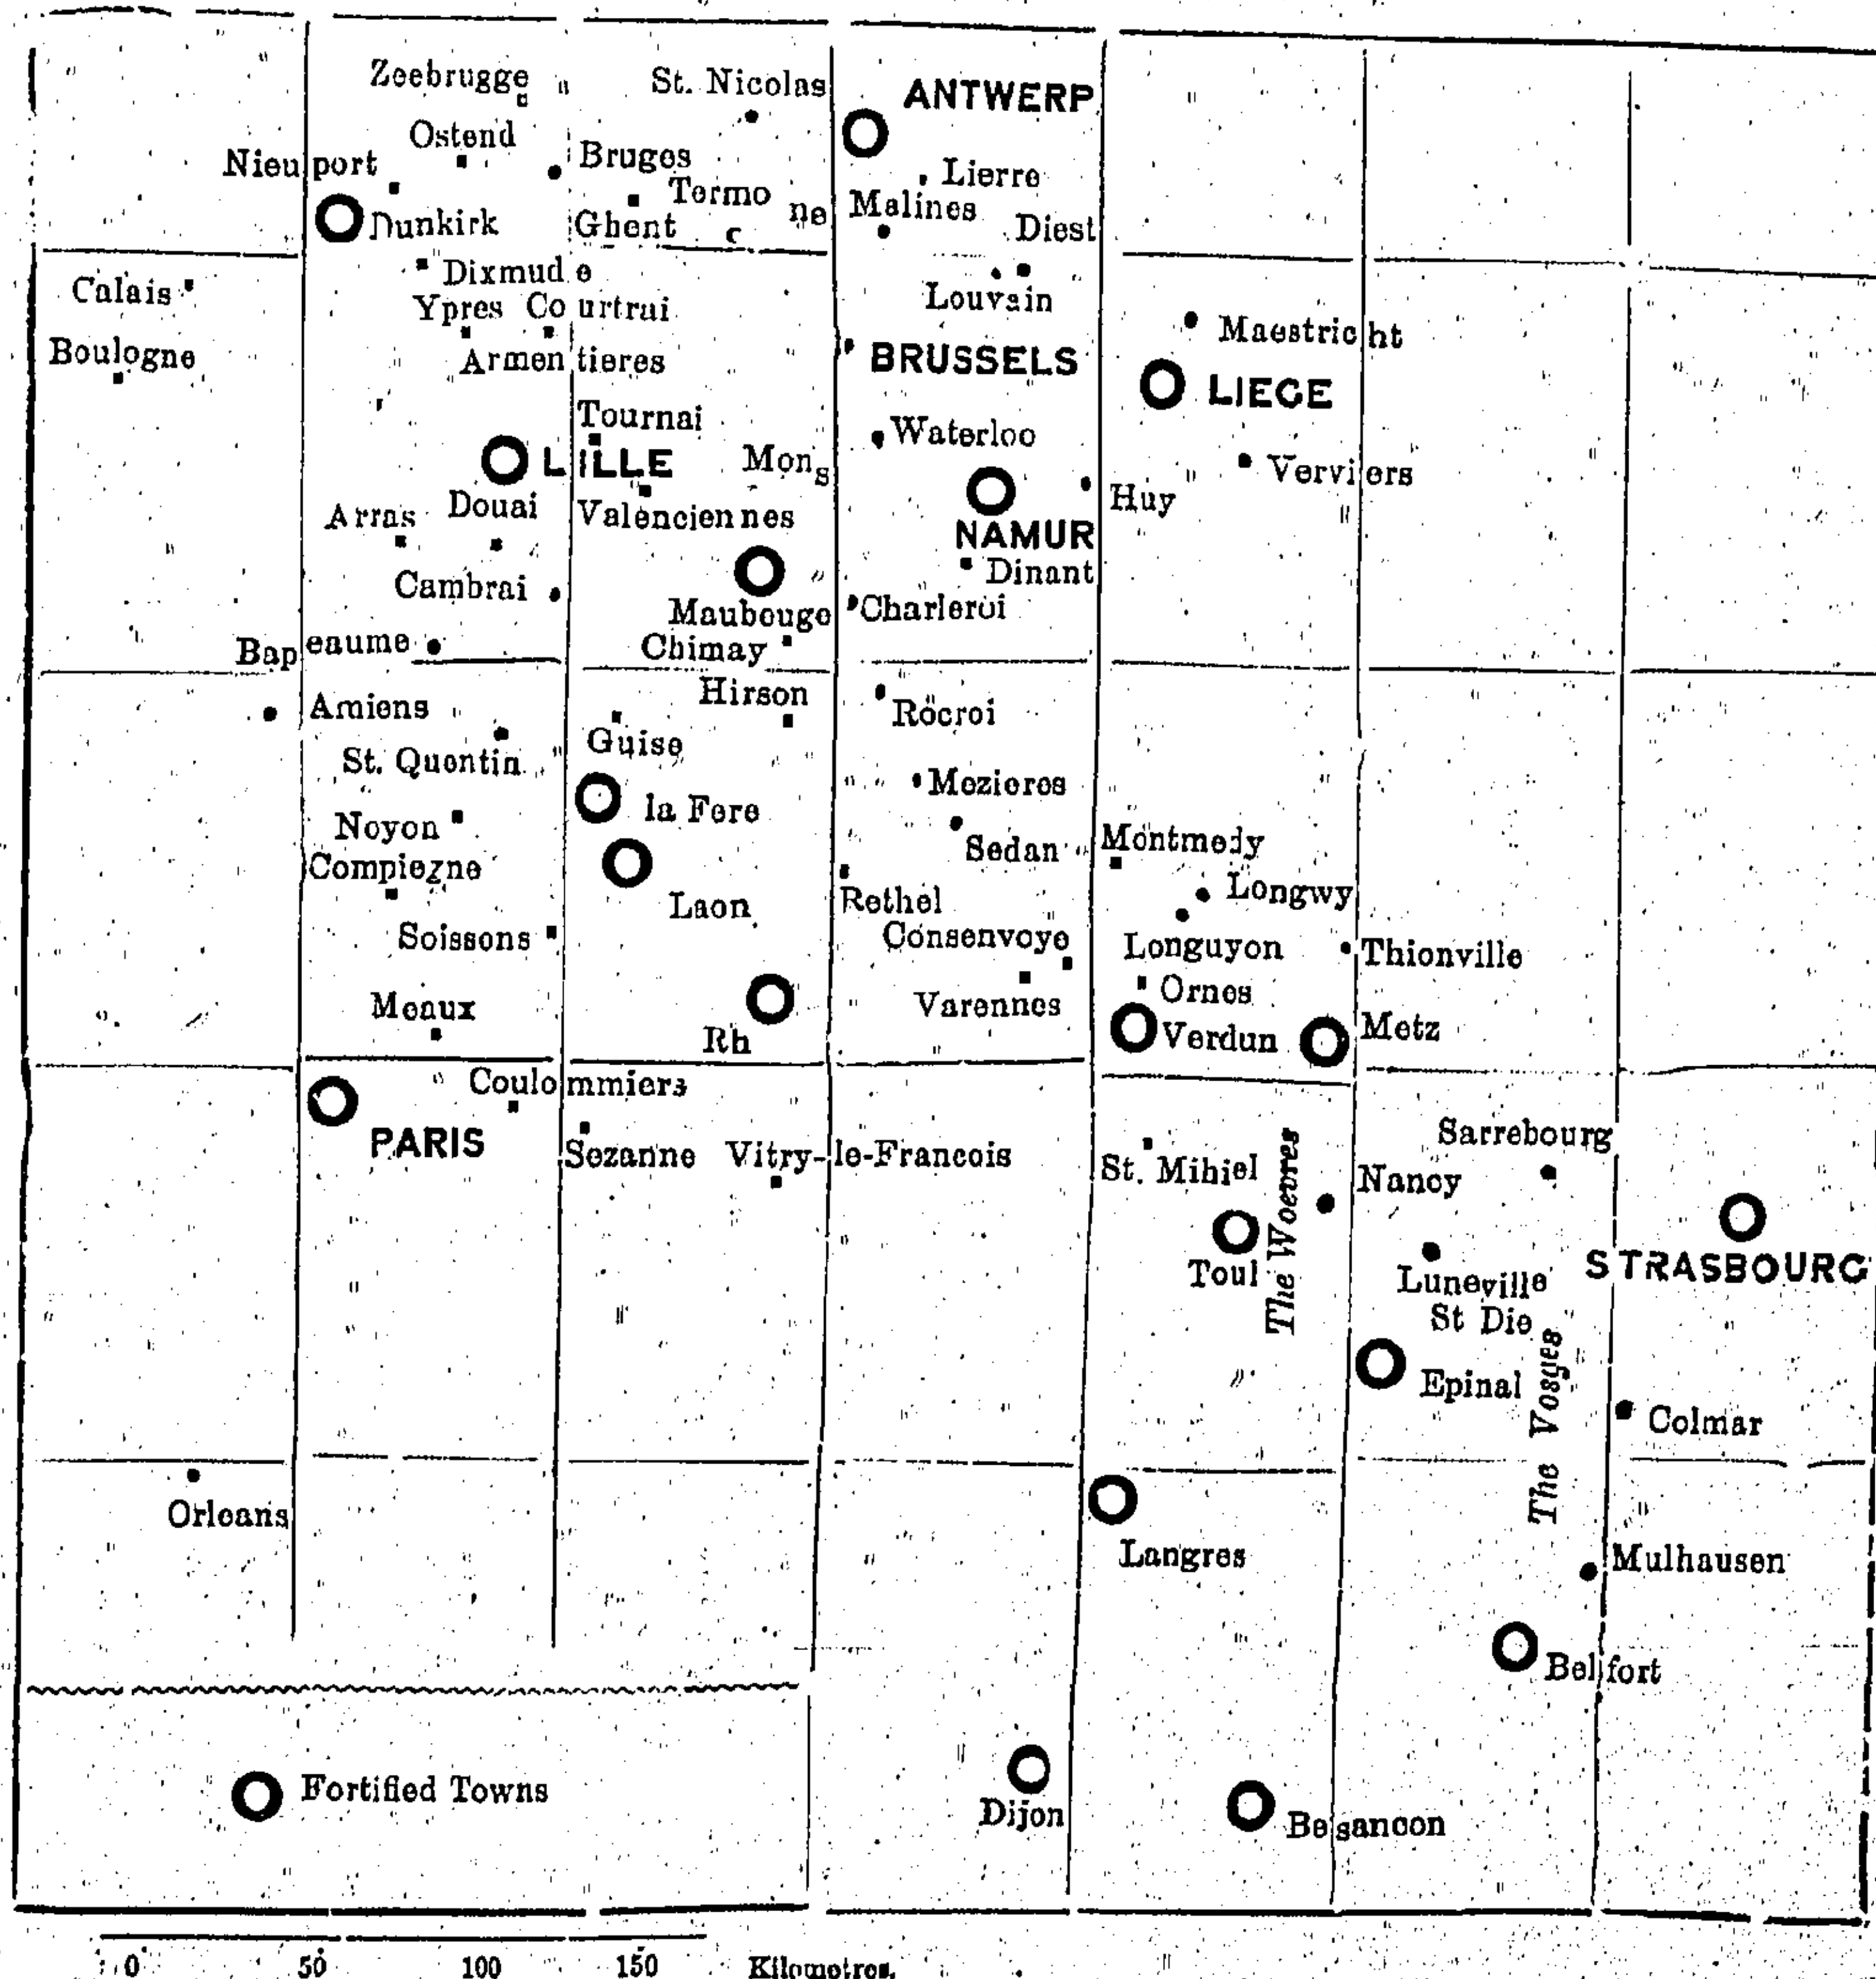 Zeebrugge
St. Nicolas
ANTWERP
Ostend
Nieuport
Bruges
Lierre
Termo ne
Malines
Dunkirk
Ghent
Diest
Dixmude
Calais
Louvain
Ypres
Courtrai
Maestricht
Boulogne
Armentieres
BRUSSELS
LIEGE
Tournai
Waterloo
LILLE
Mons
Verviers
Huy
Arras
Douai
Valenciennes
NAMUR
Dinant
Cambrai
Maubeuge
Charleroi
Bapeaume
Chimay
Hirson
Amiens
Rocroi
Guise
St. Quentin
Mezieres
la Fere
Noyon
Sedan
Montmedy
Compiegne
Longwy
Laon
Rethel
Soissons
Consenvoye
Longuyon
Thionville
Ornes
Meaux
Varennes
Rh
Verdun
Metz
Coulommiers
PARIS
Sezanne
Vitry-le-Francois
Sarrebourg
St. Mihiel
The Woevres
Nancy
Toul
Luneville
STRASBOURG
St Die
Epinal
The Vosges
Colmar
Orleans
Langres
Mulhausen
Belfort
Fortified Towns
Dijon
Besancon
0 50 100 150 Kilometres.